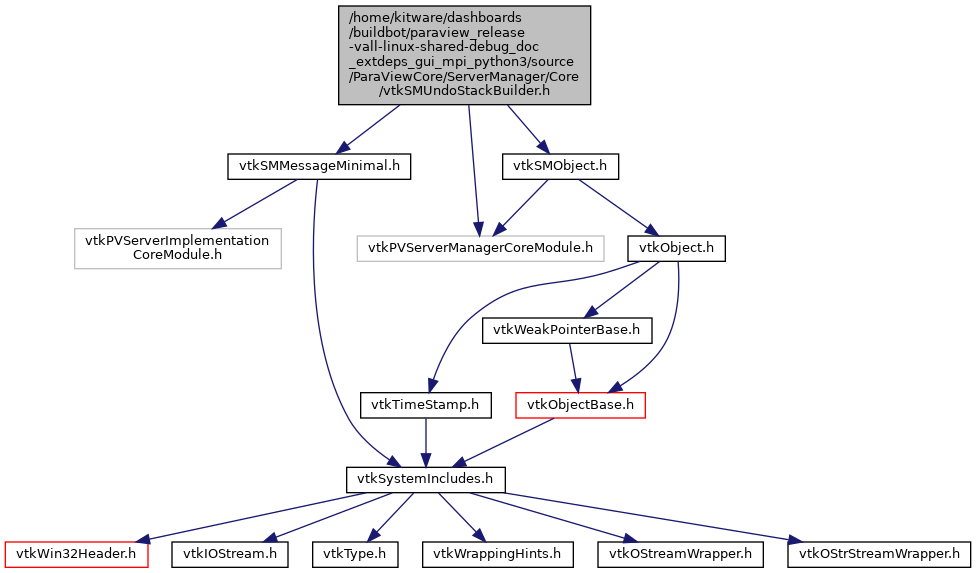 /home/kitware/dashboards
/buildbot/paraview_release
-vall-linux-shared-debug_doc
_extdeps_gui_mpi_python3/source
/ParaViewCore/ServerManager/Core
/vtkSMUndoStackBuilder.h
vtkSMMessageMinimal.h
vtkSMObject.h
vtkPVServerImplementation
CoreModule.h
vtkPVServerManagerCoreModule.h
vtkObject.h
vtkWeakPointerBase.h
vtkTimeStamp.h
vtkObjectBase.h
vtkSystemIncludes.h
vtkWin32Header.h
vtkIOStream.h
vtkType.h
vtkWrappingHints.h
vtkOStreamWrapper.h
vtkOStrStreamWrapper.h